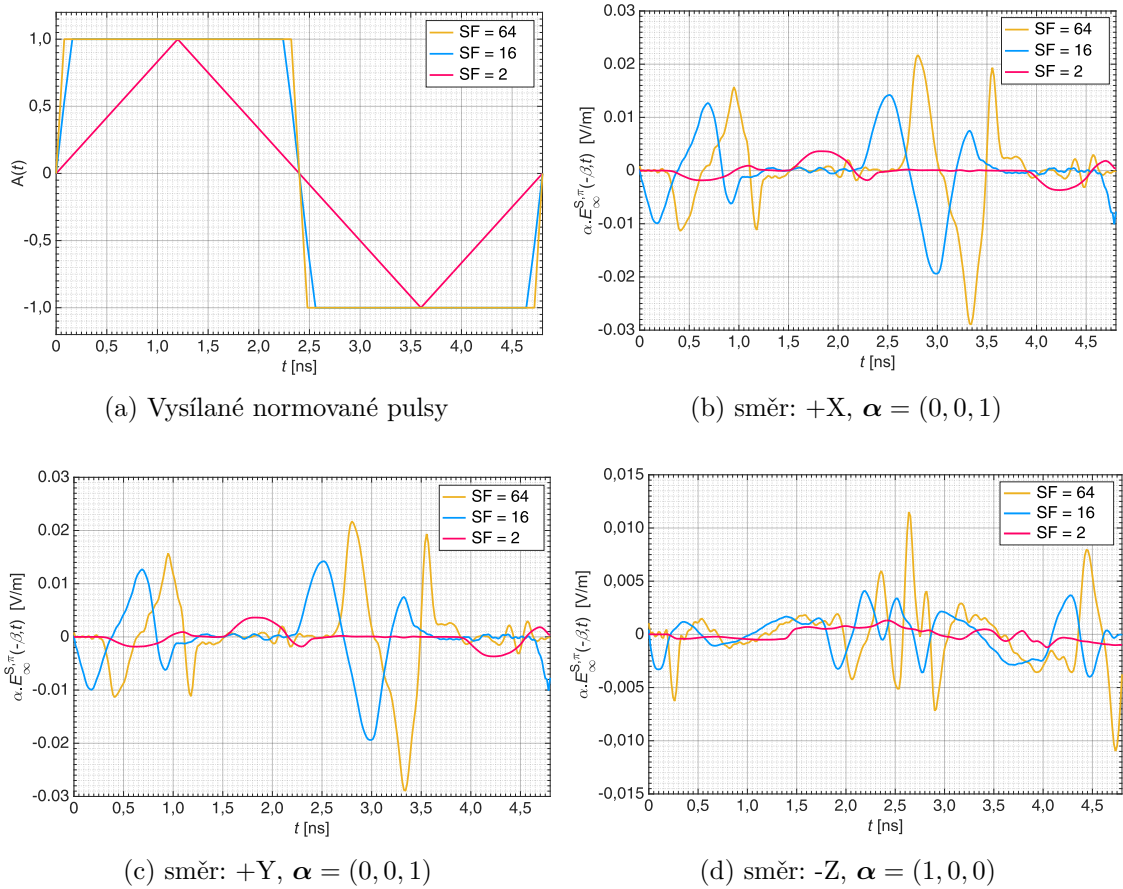 1,0
0,5
0
-0,5
-1,0
A(t)
0 0,5 1,0 1,5 2,0 2,5 3,0 3,5 4,0 4,5
t [ns]
SF = 64
SF = 16
SF = 2
(a) Vysílané normované pulsy
0.03
0.02
0.01
0
-0.01
-0.02
-0.03
α.E∞^S,π(-β,t) [V/m]
0 0,5 1,0 1,5 2,0 2,5 3,0 3,5 4,0 4,5
t [ns]
SF = 64
SF = 16
SF = 2
(b) směr: +X, α = (0, 0, 1)
0.03
0.02
0.01
0
-0.01
-0.02
-0.03
α.E∞^S,π(-β,t) [V/m]
0 0,5 1,0 1,5 2,0 2,5 3,0 3,5 4,0 4,5
t [ns]
SF = 64
SF = 16
SF = 2
(c) směr: +Y, α = (0, 0, 1)
0,015
0,010
0,005
0
-0,005
-0,010
-0,015
α.E∞^S,π(-β,t) [V/m]
0 0,5 1,0 1,5 2,0 2,5 3,0 3,5 4,0 4,5
t [ns]
SF = 64
SF = 16
SF = 2
(d) směr: -Z, α = (1, 0, 0)